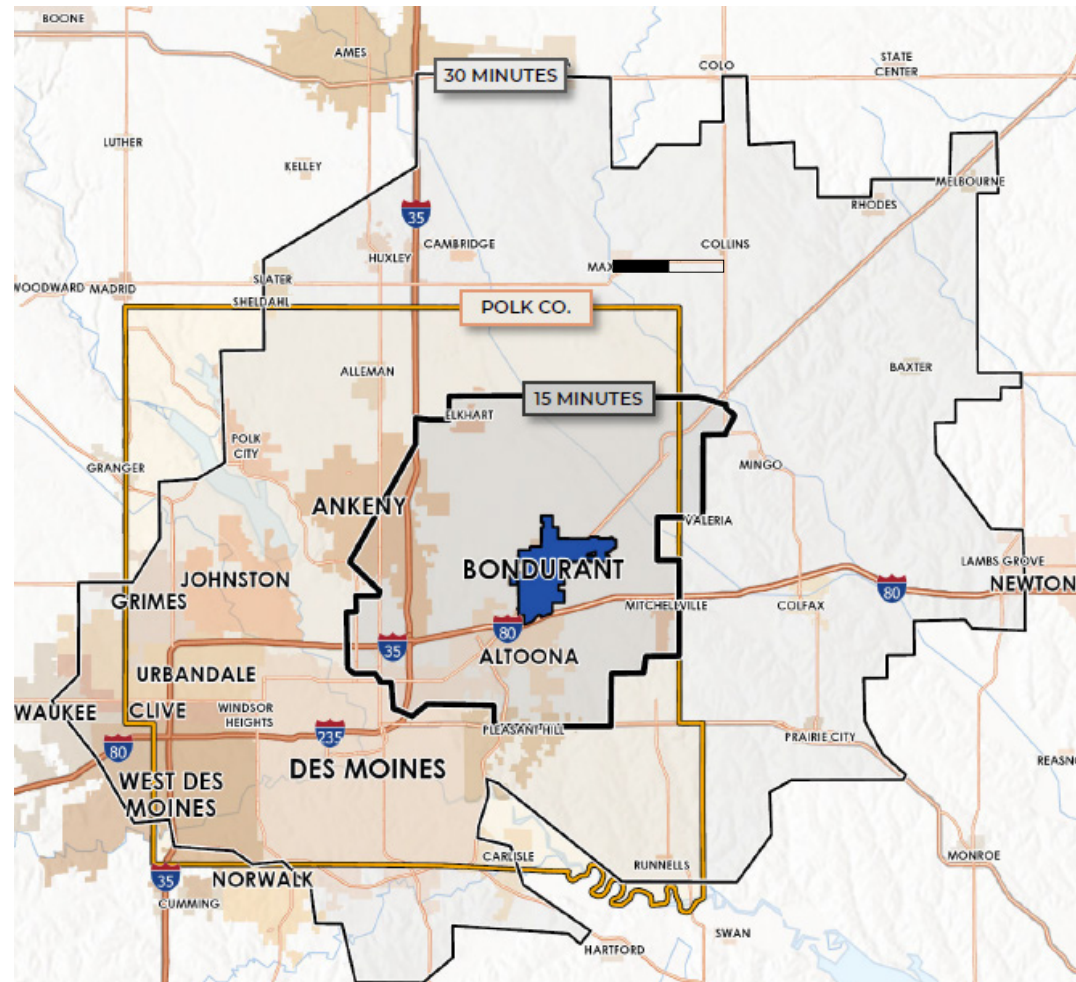 BOONE
AMES
30 MINUTES
COLO
STATE
CENTER
LUTHER
KELLEY
MELBOURNE
RHODES
35
CAMBRIDGE
COLLINS
HUXLEY
MAX
SLATER
WOODWARD
MADRID
SHELDAHL
POLK CO.
ALLEMAN
BAXTER
15 MINUTES
ELKHART
POLK
CITY
GRANGER
MINGO
ANKENY
VALERIA
BONDURANT
LAMBS GROVE
JOHNSTON
NEWTON
80
GRIMES
MITCHELLVILLE
COLFAX
80
35
ALTOONA
URBANDALE
WAUKEE
CLIVE
WINDSOR
HEIGHTS
PLEASANT HILL
235
PRAIRIE CITY
80
REASN
DES MOINES
WEST DES
MOINES
CARLISLE
RUNNELLS
MONROE
35
NORWALK
CUMMING
SWAN
HARTFORD